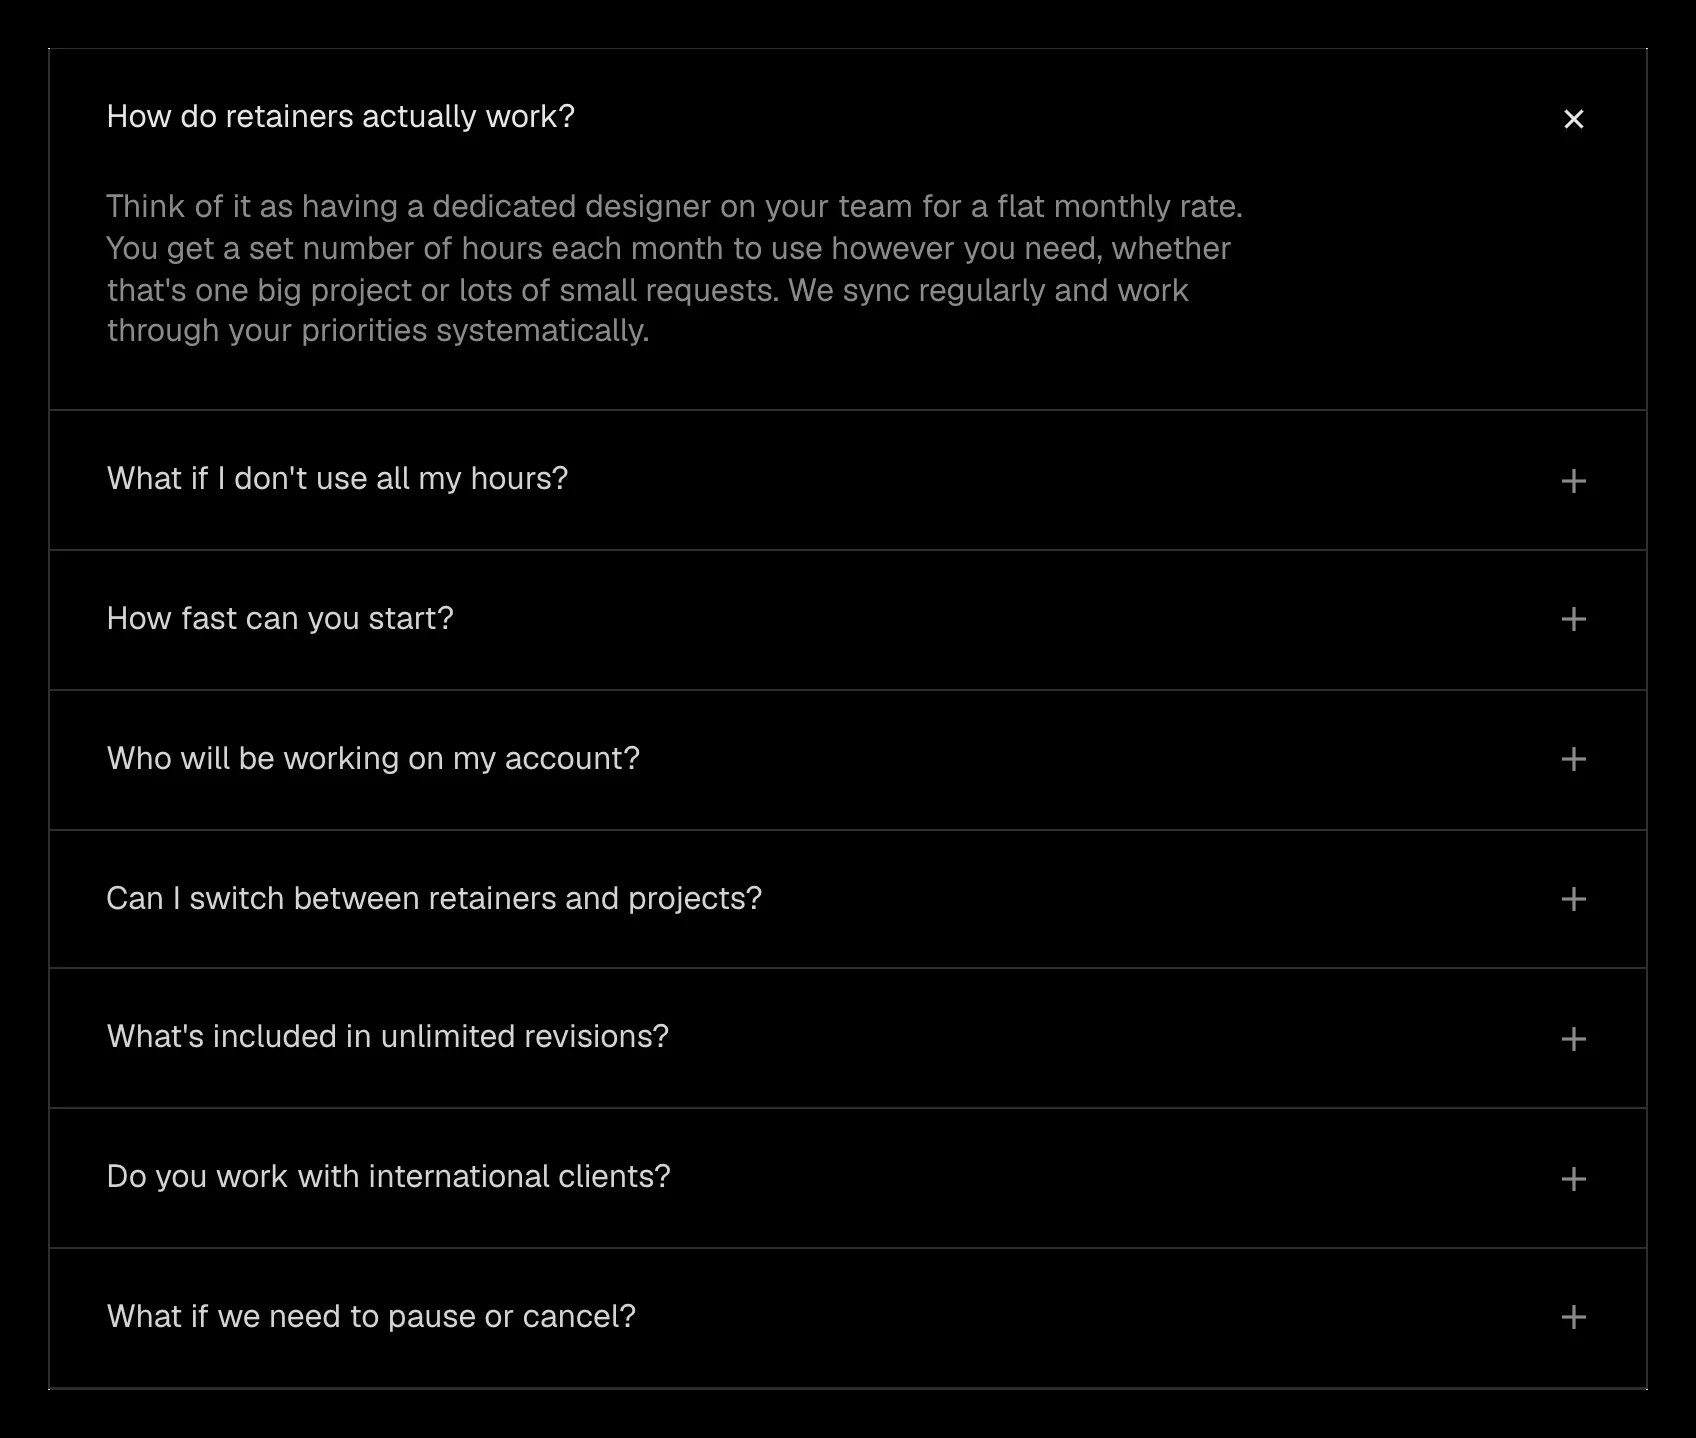 How do retainers actually work?
Think of it as having a dedicated designer on your team for a flat monthly rate.
You get a set number of hours each month to use however you need, whether
that's one big project or lots of small requests. We sync regularly and work
through your priorities systematically.
What if I don't use all my hours?
How fast can you start?
Who will be working on my account?
Can I switch between retainers and projects?
What's included in unlimited revisions?
Do you work with international clients?
What if we need to pause or cancel?